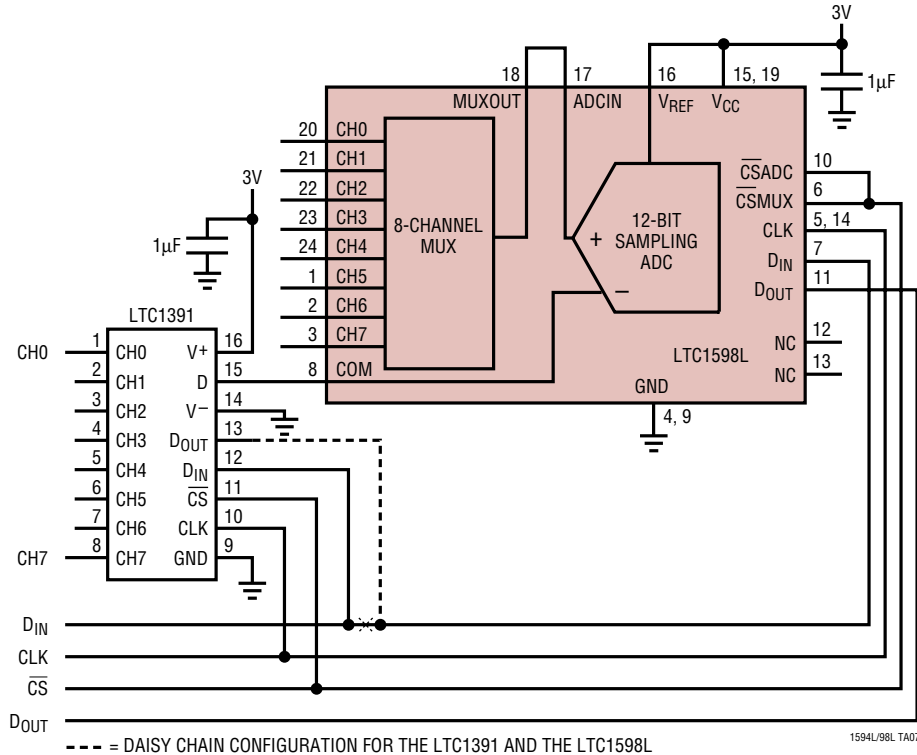 3V
1µF
18
17
16
15, 19
MUXOUT
ADCIN
VREF
VCC
20 CH0
21 CH1
22 CH2
23 CH3
24 CH4
1 CH5
2 CH6
3 CH7
8 COM
8-CHANNEL
MUX
+
−
12-BIT
SAMPLING
ADC
10
CSADC
6
CSMUX
5, 14
CLK
7
DIN
11
DOUT
12
NC
13
NC
LTC1598L
GND
4, 9
3V
1µF
LTC1391
CH0
1 CH0
2 CH1
3 CH2
4 CH3
5 CH4
6 CH5
7 CH6
CH7
8 CH7
V+ 16
D 15
V− 14
DOUT 13
DIN 12
CS 11
CLK 10
GND 9
DIN
CLK
CS
DOUT
= DAISY CHAIN CONFIGURATION FOR THE LTC1391 AND THE LTC1598L